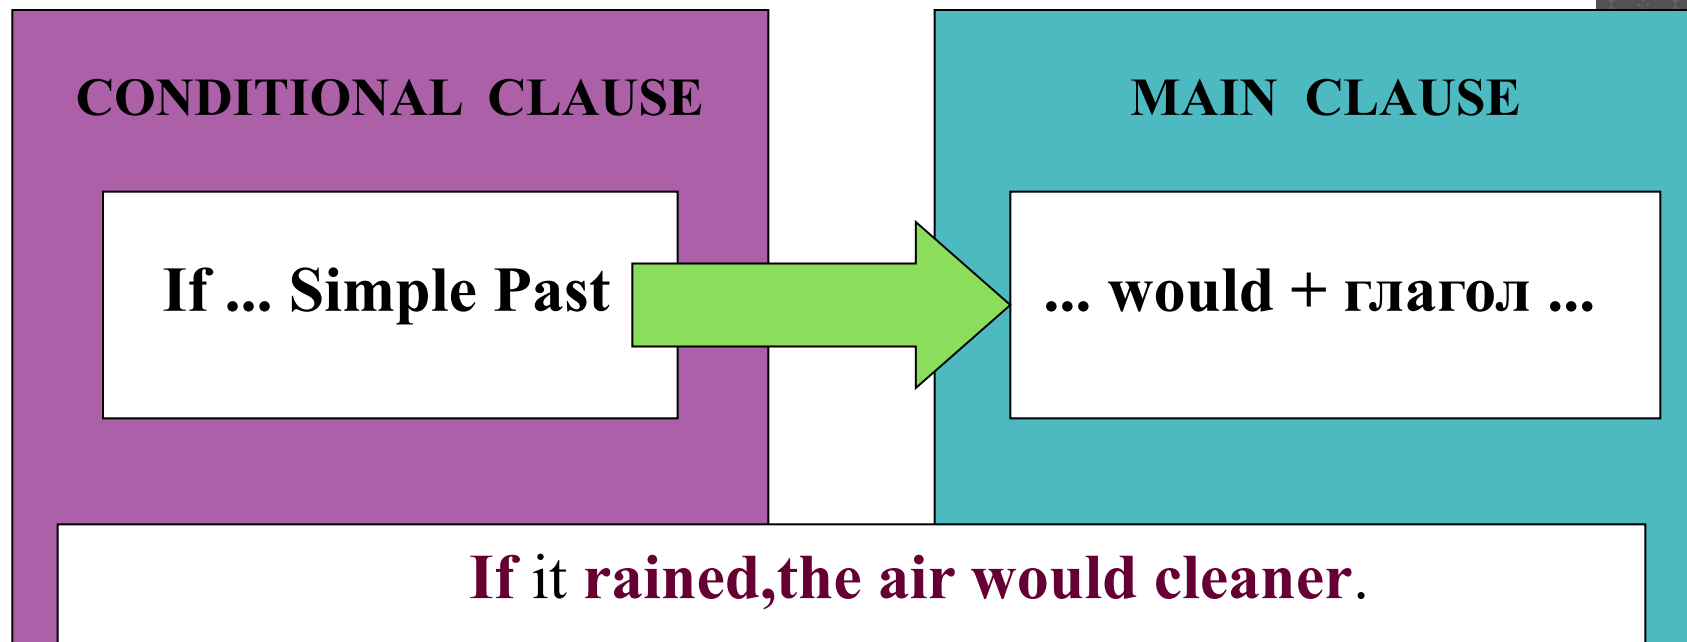 CONDITIONAL CLAUSE
MAIN CLAUSE
If ... Simple Past
... would + глагол ...
If it rained,the air would cleaner.